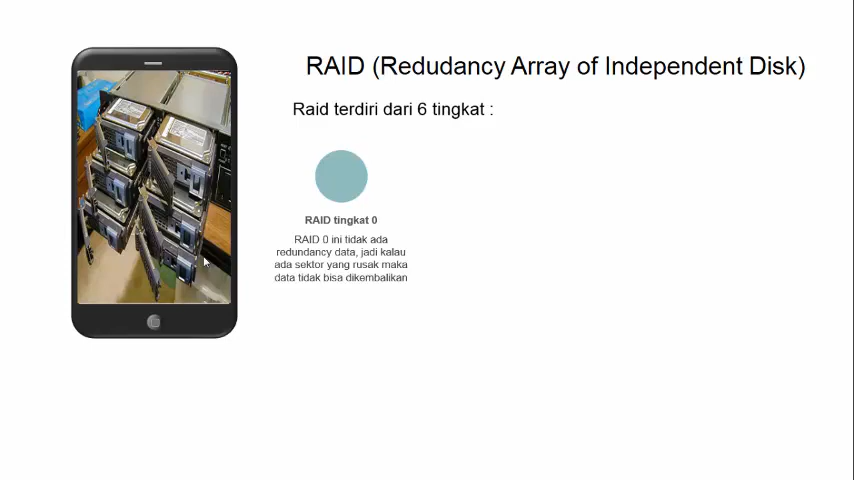 RAID (Redudancy Array of Independent Disk)
Raid terdiri dari 6 tingkat :
RAID tingkat 0
RAID 0 ini tidak ada
redundancy data, jadi kalau
ada sektor yang rusak maka
data tidak bisa dikembalikan